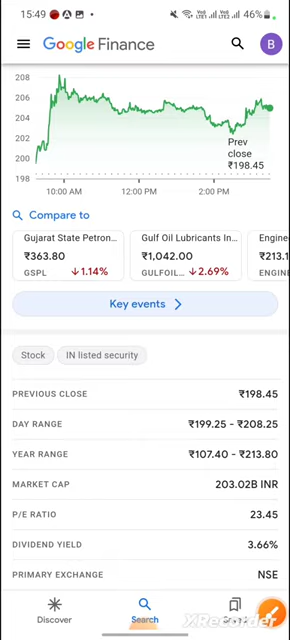 15:49
46%
Google Finance
B
208
206
204
202
200
198
Prev
close
₹198.45
10:00 AM 12:00 PM 2:00 PM
Compare to
Gujarat State Petron...
₹363.80
GSPL ↓1.14%
Gulf Oil Lubricants In...
₹1,042.00
GULFOIL... ↓2.69%
Engine
₹213.1
ENGIN
Key events
Stock
IN listed security
PREVIOUS CLOSE ₹198.45
DAY RANGE ₹199.25 - ₹208.25
YEAR RANGE ₹107.40 - ₹213.80
MARKET CAP 203.02B INR
P/E RATIO 23.45
DIVIDEND YIELD 3.66%
PRIMARY EXCHANGE NSE
Discover
Search
XRecorder